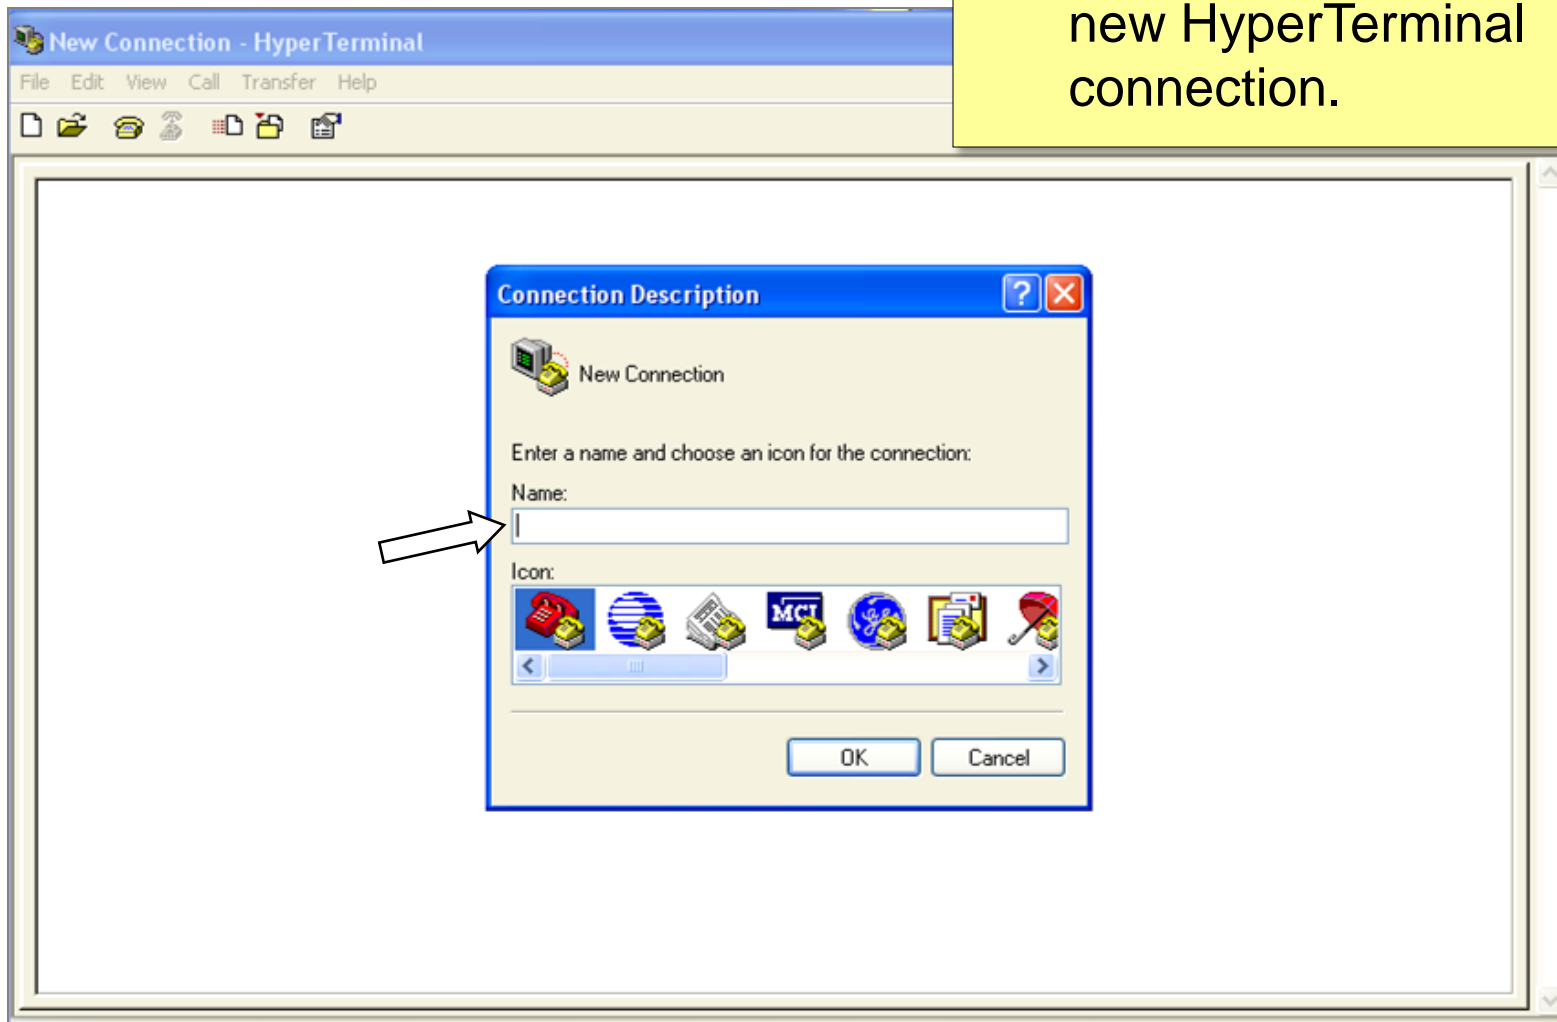 new HyperTerminal
connection.
New Connection - HyperTerminal
File Edit View Call Transfer Help
Connection Description
New Connection
Enter a name and choose an icon for the connection:
Name:
Icon:
MCI
OK Cancel